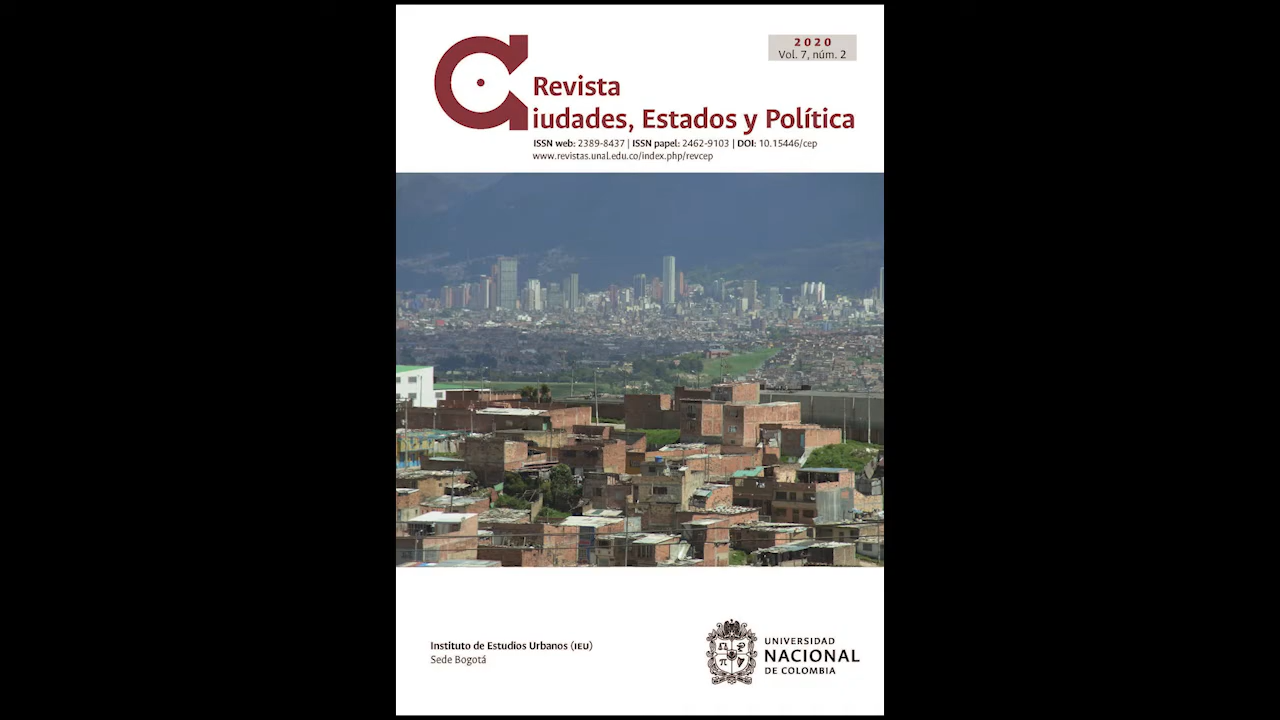 2020
Vol. 7, núm. 2
Revista
Ciudades, Estados y Política
ISSN web: 2389-8437 | ISSN papel: 2462-9103 | DOI: 10.15446/cep
www.revistas.unal.edu.co/index.php/revcep
Instituto de Estudios Urbanos (IEU)
Sede Bogotá
UNIVERSIDAD
NACIONAL
DE COLOMBIA